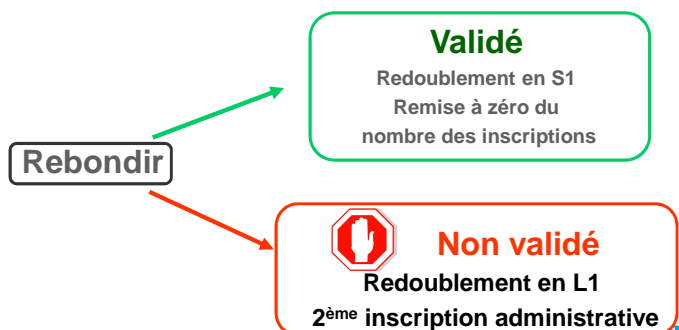 Validé
Redoublement en S1
Remise à zéro du
nombre des inscriptions
Rebondir
Non validé
Redoublement en L1
2ème inscription administrative